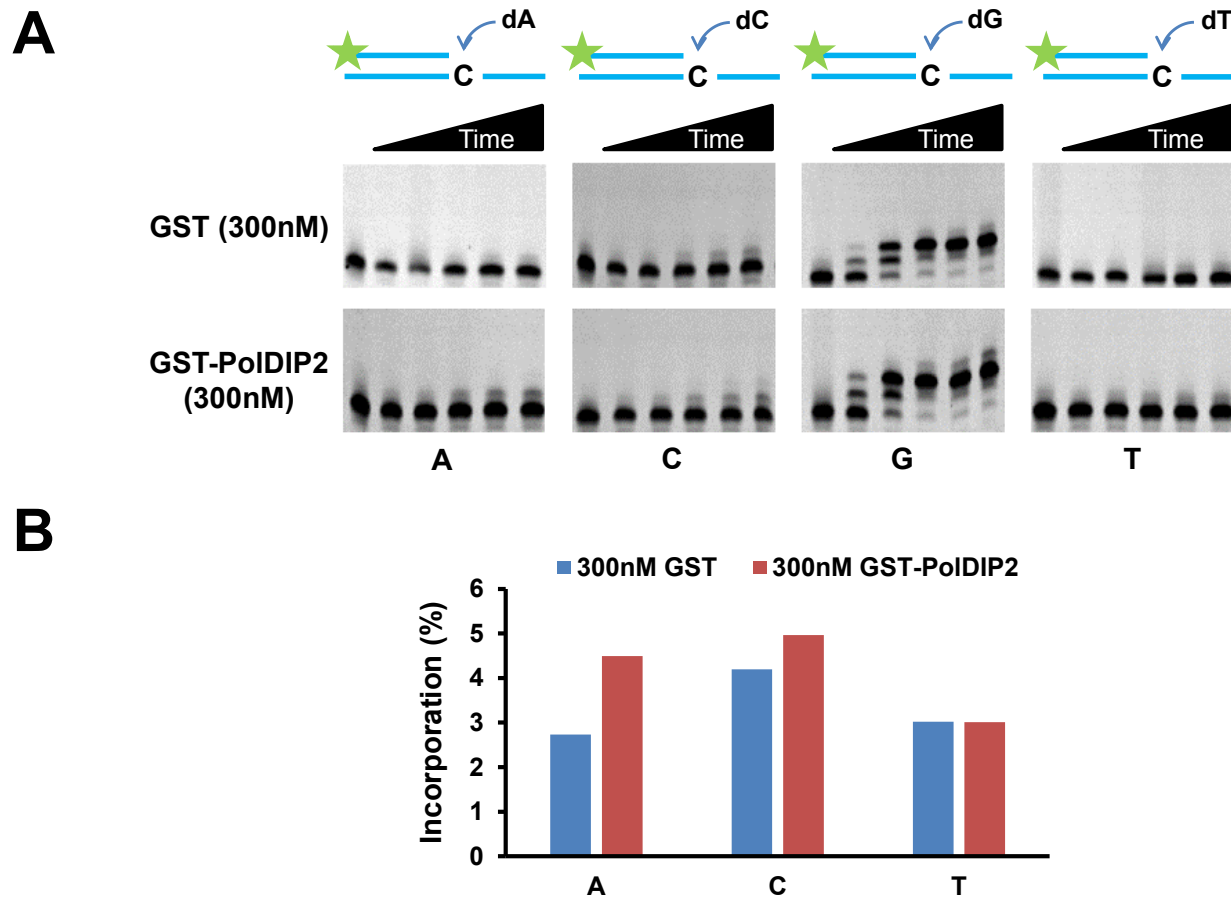 A
dA dC dG dT
C C C C
Time Time Time Time
GST (300nM)
GST-PolDIP2
(300nM)
A C G T
B
300nM GST 300nM GST-PolDIP2
Incorporation (%)
6
5
4
3
2
1
0
A C T